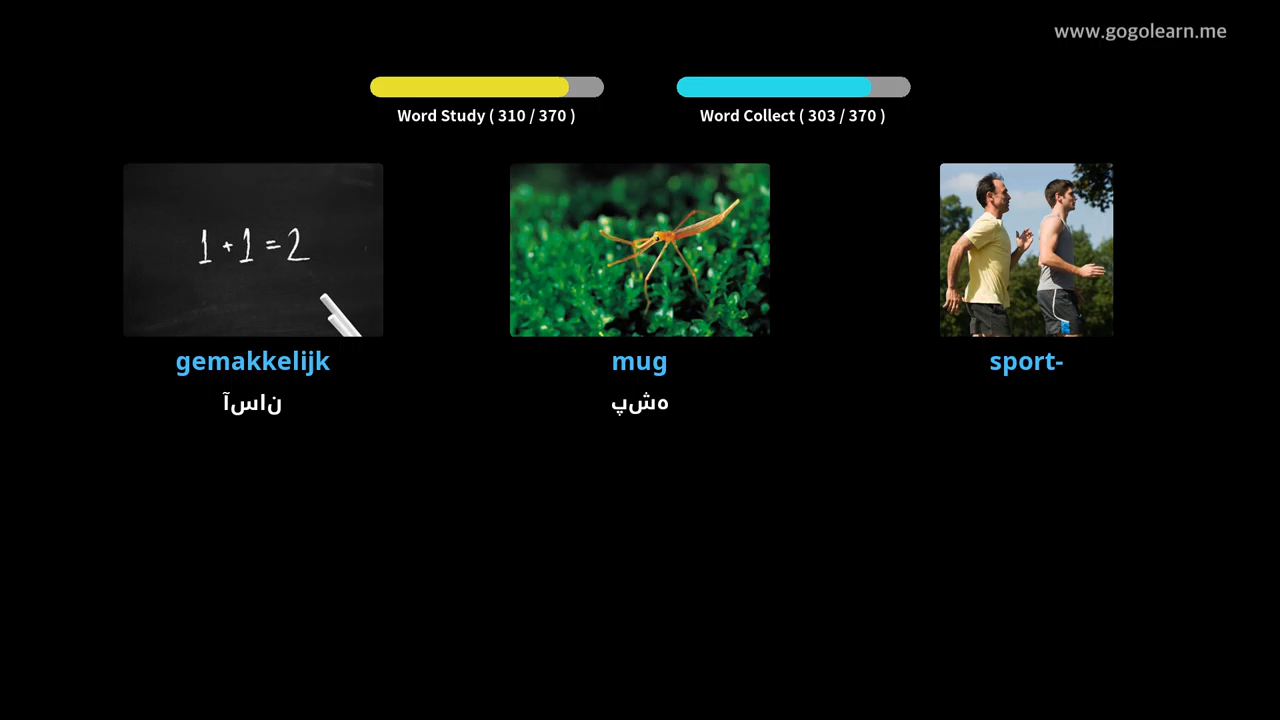 www.gogolearn.me
Word Study ( 310 / 370 )
Word Collect ( 303 / 370 )
1 + 1 = 2
gemakkelijk
mug
sport-
آسان
پشه